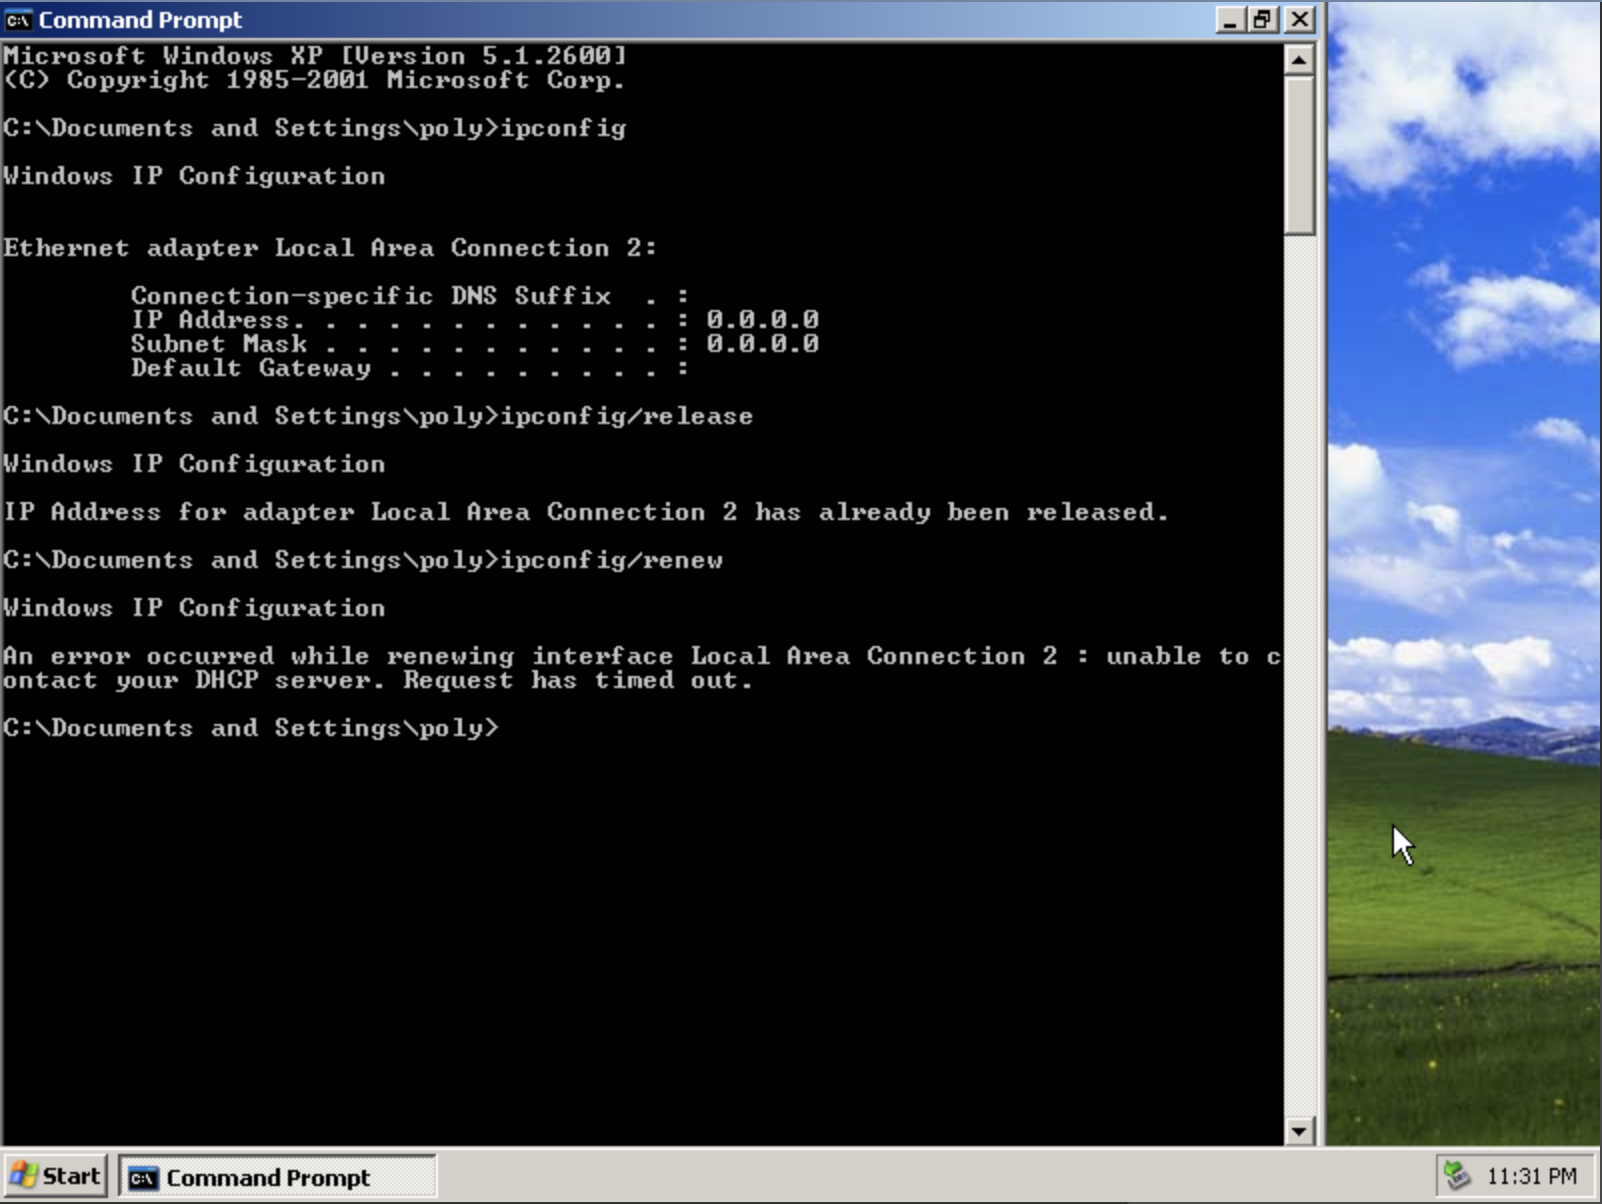 Command Prompt
Microsoft Windows XP [Version 5.1.2600]
(C) Copyright 1985-2001 Microsoft Corp.
C:\Documents and Settings\poly>ipconfig
Windows IP Configuration
Ethernet adapter Local Area Connection 2:
Connection-specific DNS Suffix  . :
IP Address. . . . . . . . . . . . : 0.0.0.0
Subnet Mask . . . . . . . . . . . : 0.0.0.0
Default Gateway . . . . . . . . . :
C:\Documents and Settings\poly>ipconfig/release
Windows IP Configuration
IP Address for adapter Local Area Connection 2 has already been released.
C:\Documents and Settings\poly>ipconfig/renew
Windows IP Configuration
An error occurred while renewing interface Local Area Connection 2 : unable to c
ontact your DHCP server. Request has timed out.
C:\Documents and Settings\poly>
Start
Command Prompt
11:31 PM